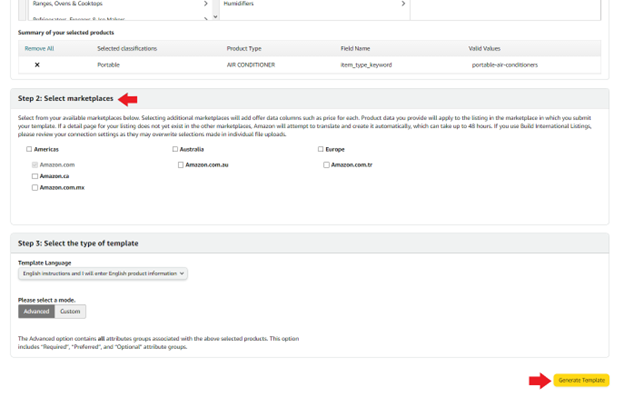 Ranges, Ovens & Cooktops
Humidifiers
Refrigerators, Freezers & Ice Makers
Summary of your selected products
Remove All Selected classifications Product Type Field Name Valid Values
Portable AIR CONDITIONER item_type_keyword portable-air-conditioners
Step 2: Select marketplaces
Select from your available marketplaces below. Selecting additional marketplaces will add offer data columns such as price for each. Product data you provide will apply to the listing in the marketplace in which you submit
your template. If a detail page for your listing does not yet exist in the other marketplaces, Amazon will attempt to translate and create it automatically, which can take up to 48 hours. If you use Build International Listings,
please review your connection settings as they may overwrite selections made in individual file uploads.
Americas Australia Europe
Amazon.com Amazon.com.au Amazon.com.tr
Amazon.ca
Amazon.com.mx
Step 3: Select the type of template
Template Language
English instructions and I will enter English product information
Please select a mode.
Advanced Custom
The Advanced option contains all attributes groups associated with the above selected products. This option
includes "Required", "Preferred", and "Optional" attribute groups.
Generate Template